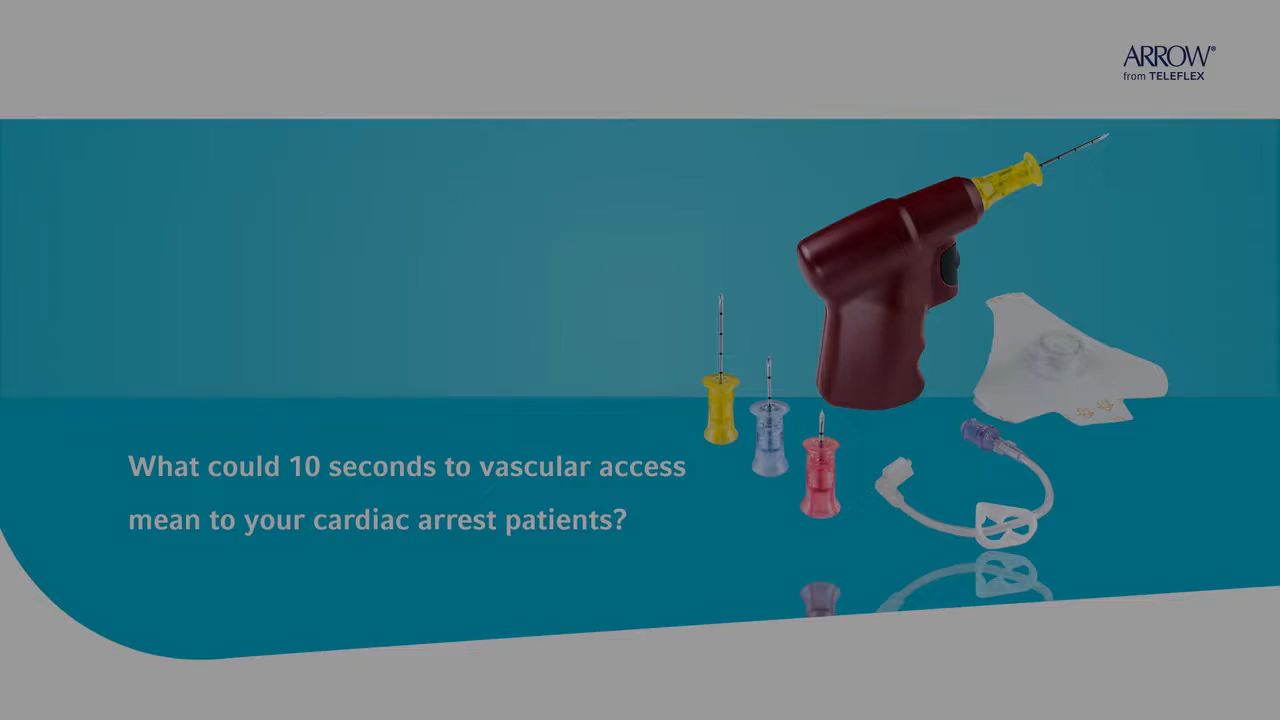 ARROW®
from TELEFLEX
What could 10 seconds to vascular access
mean to your cardiac arrest patients?